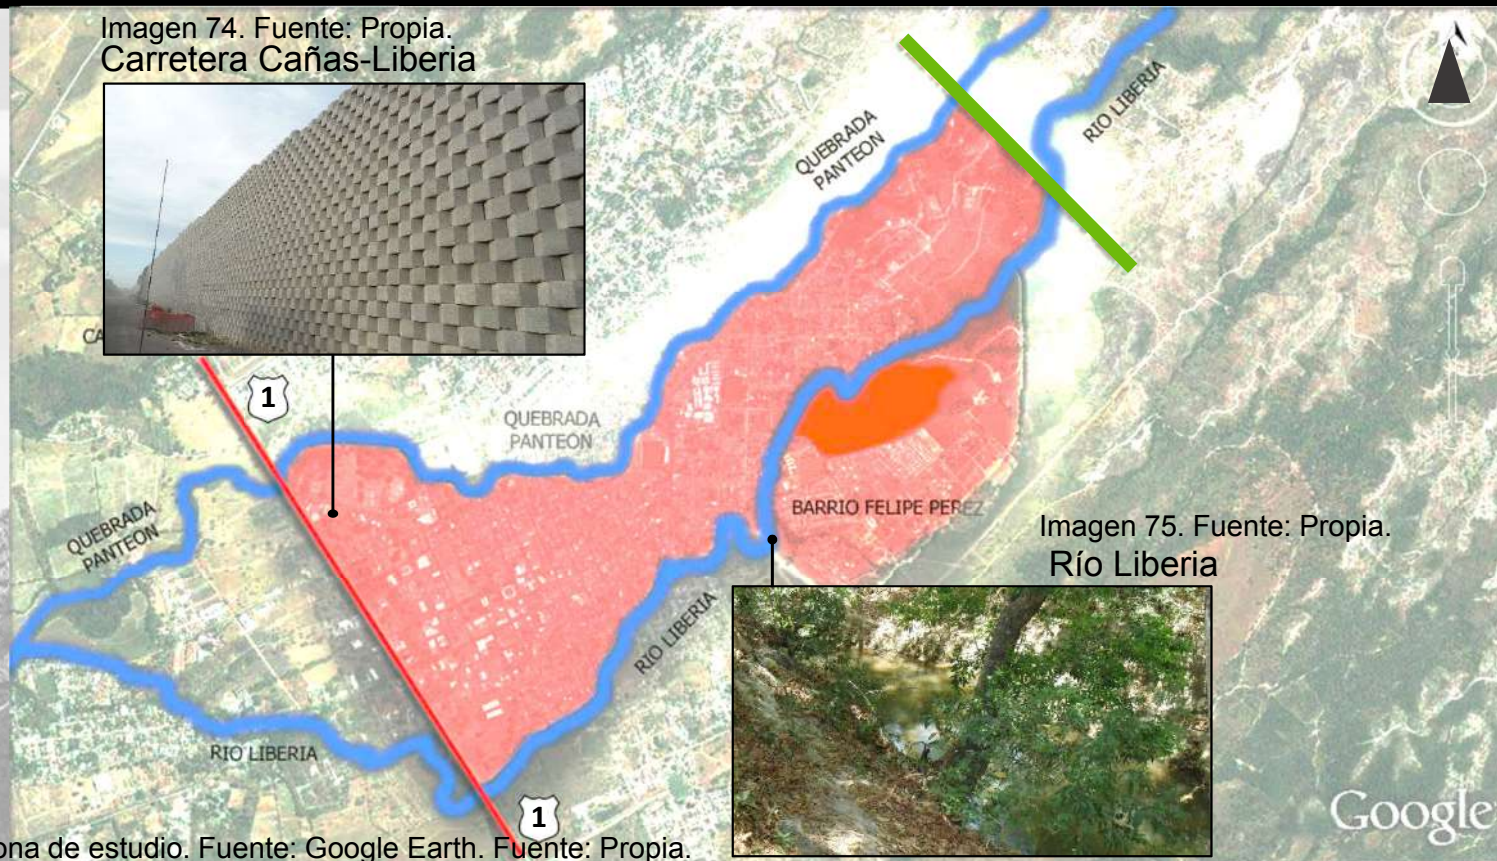 Imagen 74. Fuente: Propia.
Carretera Cañas-Liberia
RIO LIBERIA
QUEBRADA
PANTEON
1
QUEBRADA
PANTEON
BARRIO FELIPE PEREZ
Imagen 75. Fuente: Propia.
Río Liberia
QUEBRADA
PANTEON
RIO LIBERIA
RIO LIBERIA
1
Google
de estudio. Fuente: Google Earth. Fuente: Propia.